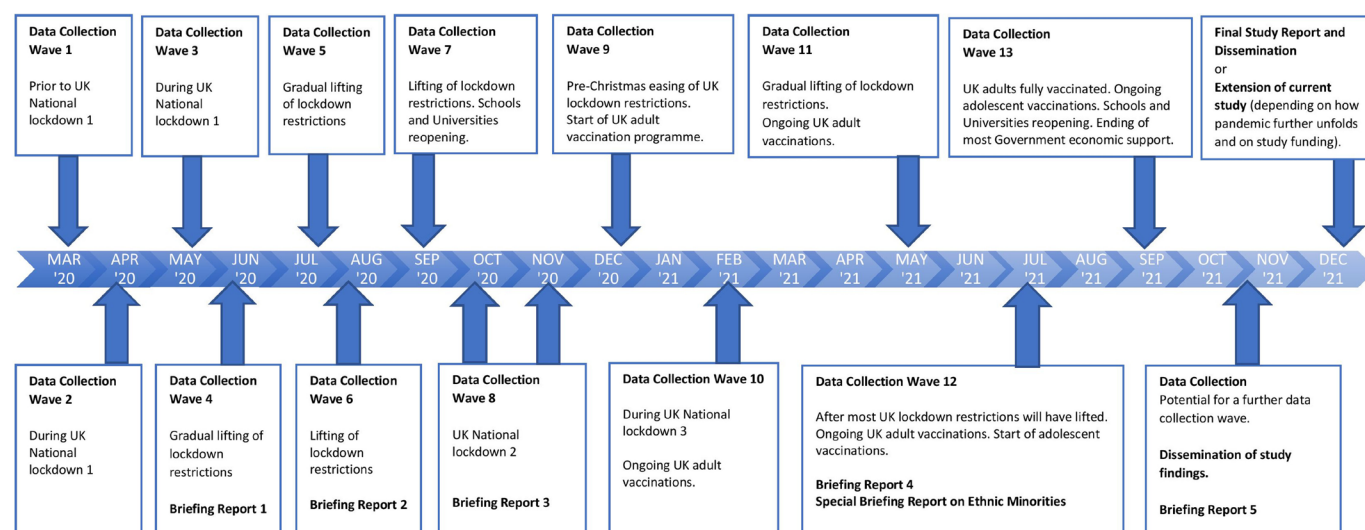 Data Collection
Wave 1
Prior to UK
National
lockdown 1
Data Collection
Wave 3
During UK
National
lockdown 1
Data Collection
Wave 5
Gradual lifting
of lockdown
restrictions
Data Collection
Wave 7
Lifting of lockdown
restrictions. Schools
and Universities
reopening.
Data Collection
Wave 9
Pre-Christmas easing of UK
lockdown restrictions.
Start of UK adult
vaccination programme.
Data Collection
Wave 11
Gradual lifting of lockdown
restrictions.
Ongoing UK adult
vaccinations.
Data Collection
Wave 13
UK adults fully vaccinated. Ongoing
adolescent vaccinations. Schools and
Universities reopening. Ending of
most Government economic support.
Final Study Report and
Dissemination
or
Extension of current
study (depending on how
pandemic further unfolds
and on study funding).
MAR
'20
APR
'20
MAY
'20
JUN
'20
JUL
'20
AUG
'20
SEP
'20
OCT
'20
NOV
'20
DEC
'20
JAN
'21
FEB
'21
MAR
'21
APR
'21
MAY
'21
JUN
'21
JUL
'21
AUG
'21
SEP
'21
OCT
'21
NOV
'21
DEC
'21
Data Collection
Wave 2
During UK
National
lockdown 1
Data Collection
Wave 4
Gradual lifting of
lockdown
restrictions
Briefing Report 1
Data Collection
Wave 6
Lifting of
lockdown
restrictions
Briefing Report 2
Data Collection
Wave 8
UK National
lockdown 2
Briefing Report 3
Data Collection Wave 10
During UK National
lockdown 3
Ongoing UK adult
vaccinations.
Data Collection Wave 12
After most UK lockdown restrictions will have lifted.
Ongoing UK adult vaccinations. Start of adolescent
vaccinations.
Briefing Report 4
Special Briefing Report on Ethnic Minorities
Data Collection
Potential for a further data
collection wave.
Dissemination of study
findings.
Briefing Report 5